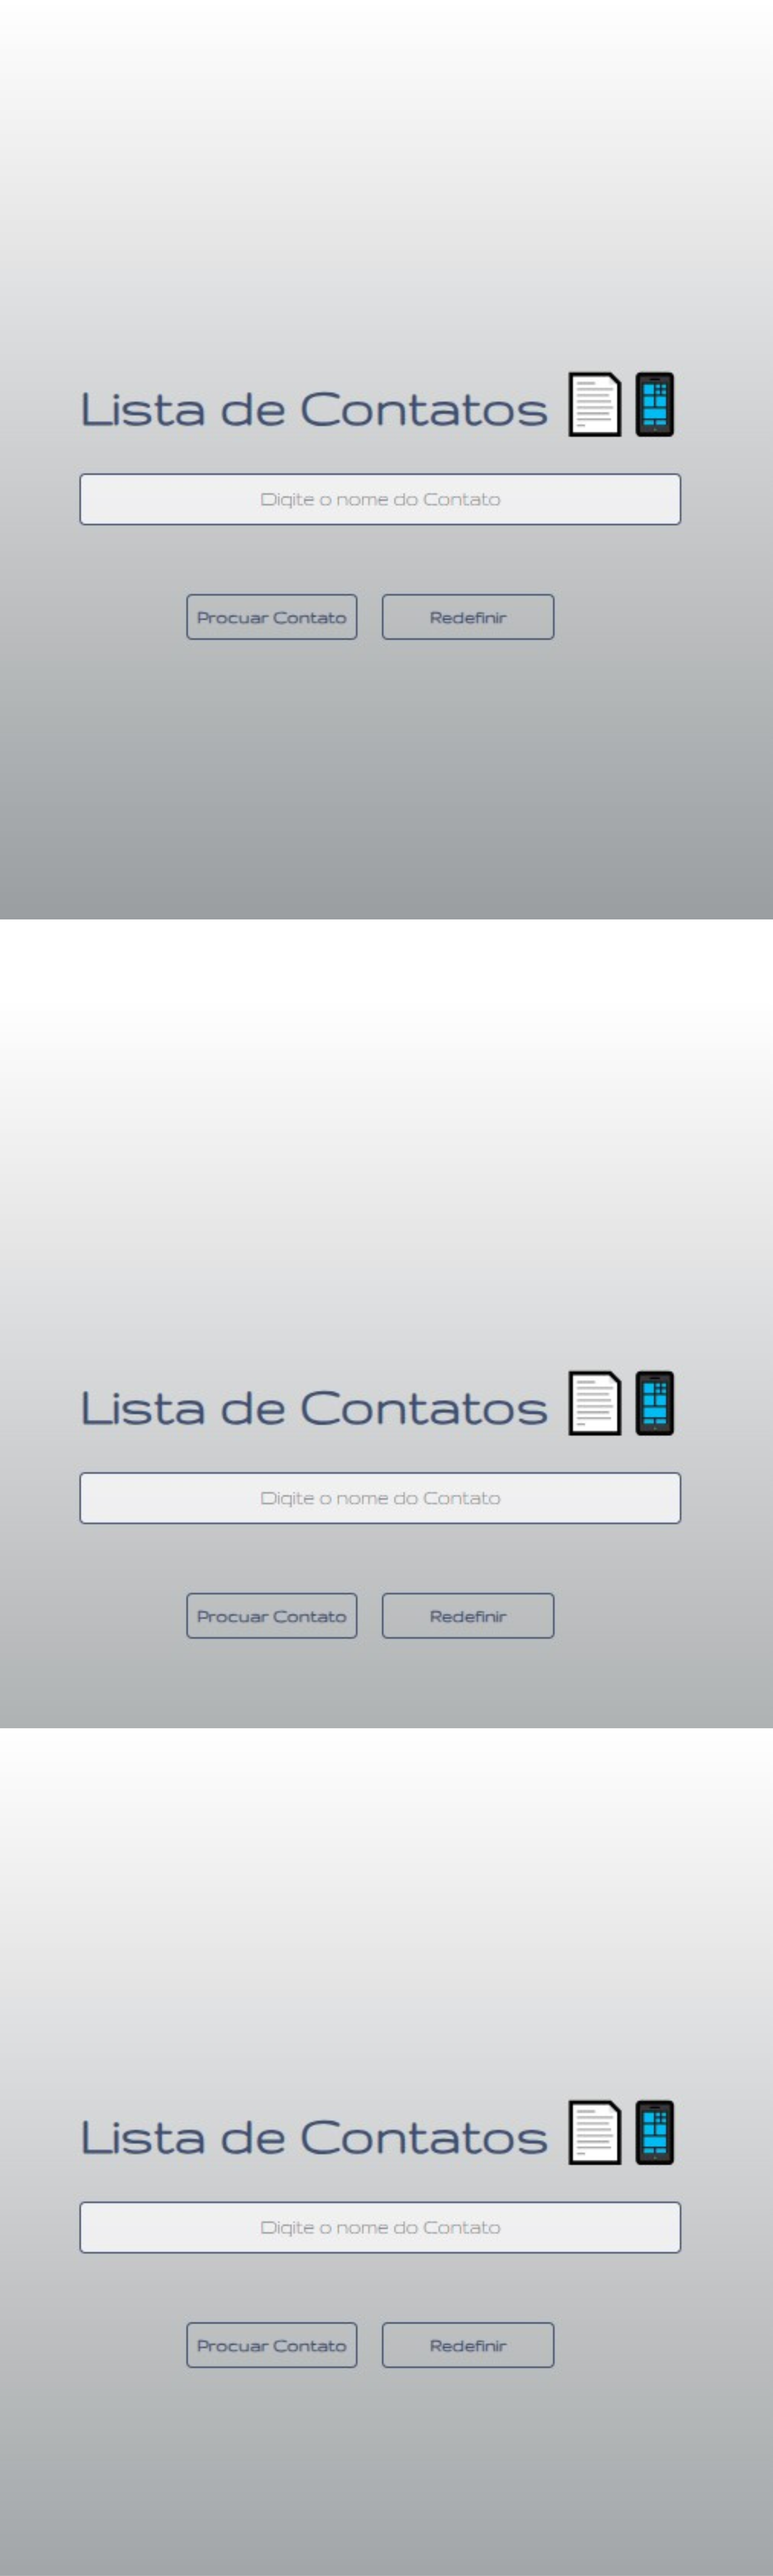 Lista de Contatos
Digite o nome do Contato
Procuar Contato
Redefinir
Lista de Contatos
Digite o nome do Contato
Procuar Contato
Redefinir
Lista de Contatos
Digite o nome do Contato
Procuar Contato
Redefinir